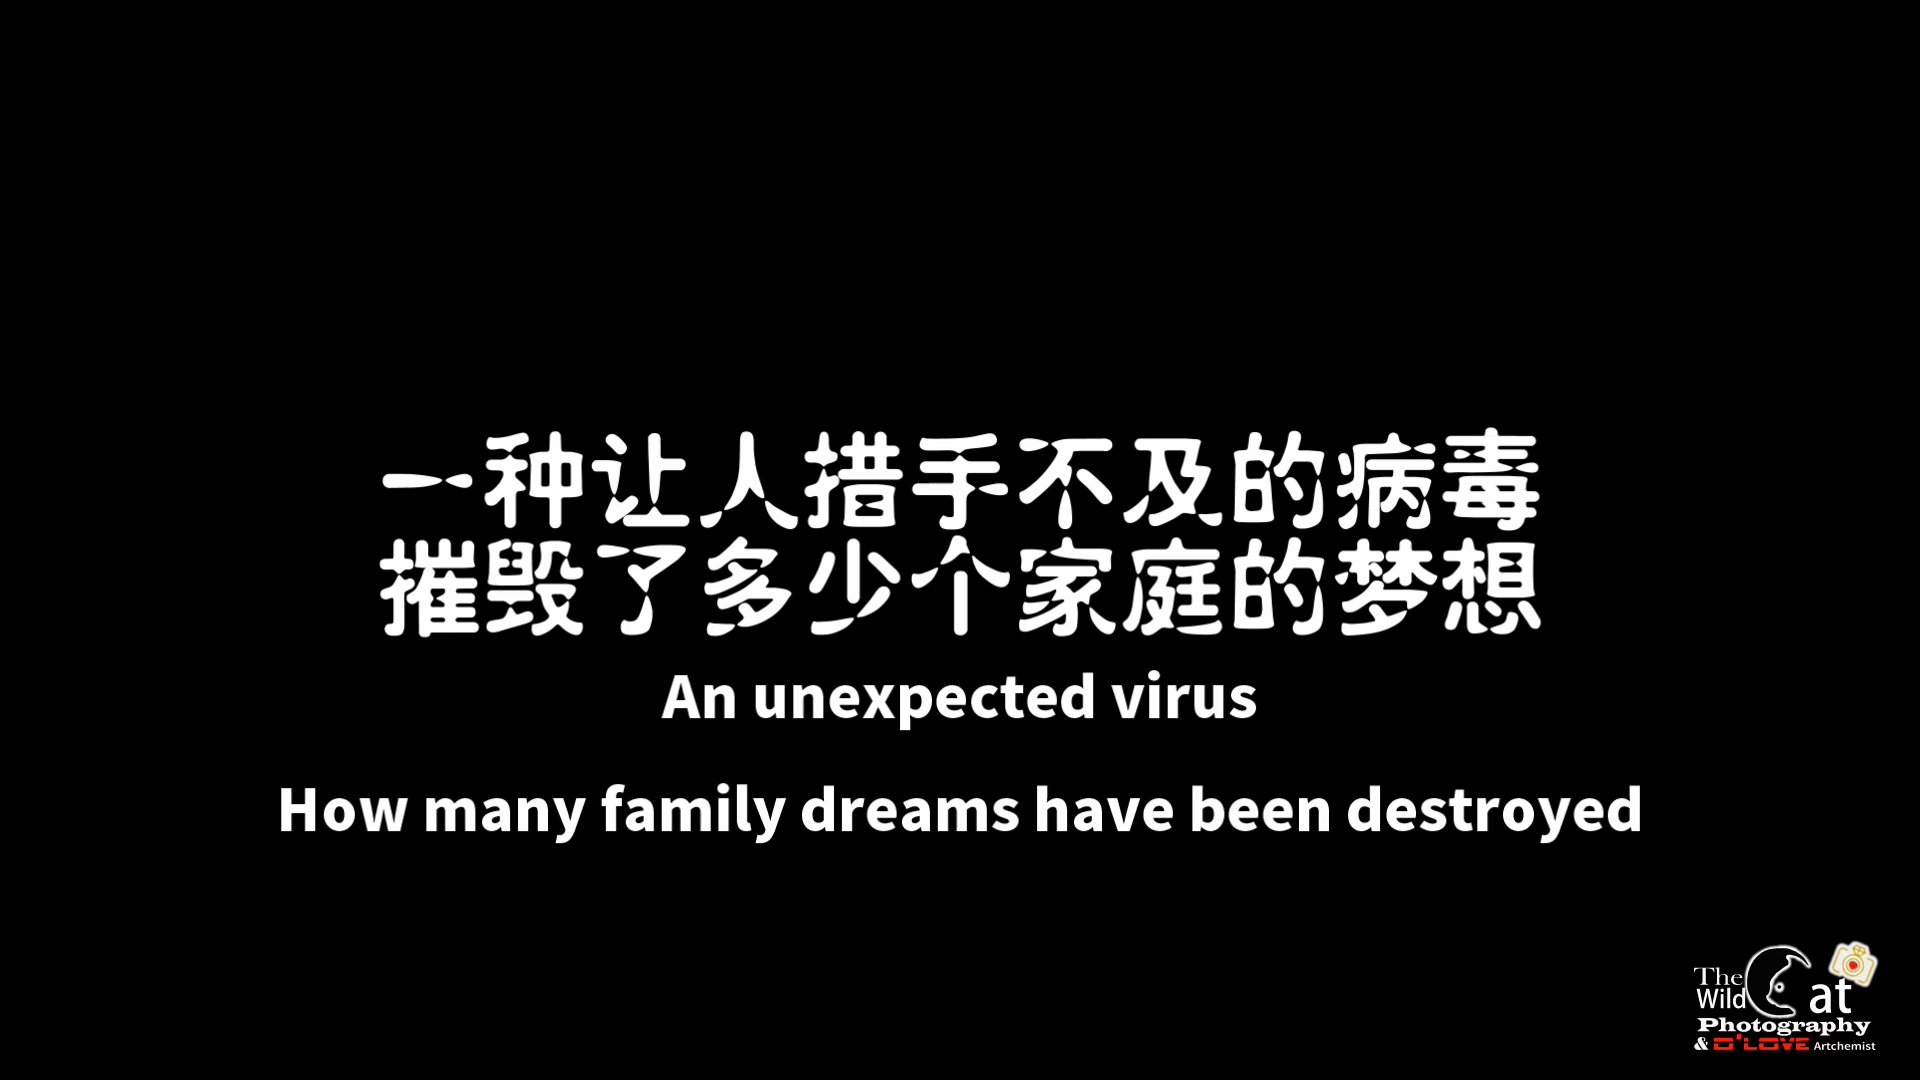 一种让人措手不及的病毒
摧毁了多少个家庭的梦想
An unexpected virus
How many family dreams have been destroyed
The
Wild Cat
Photography
& D'LOVE Artchemist